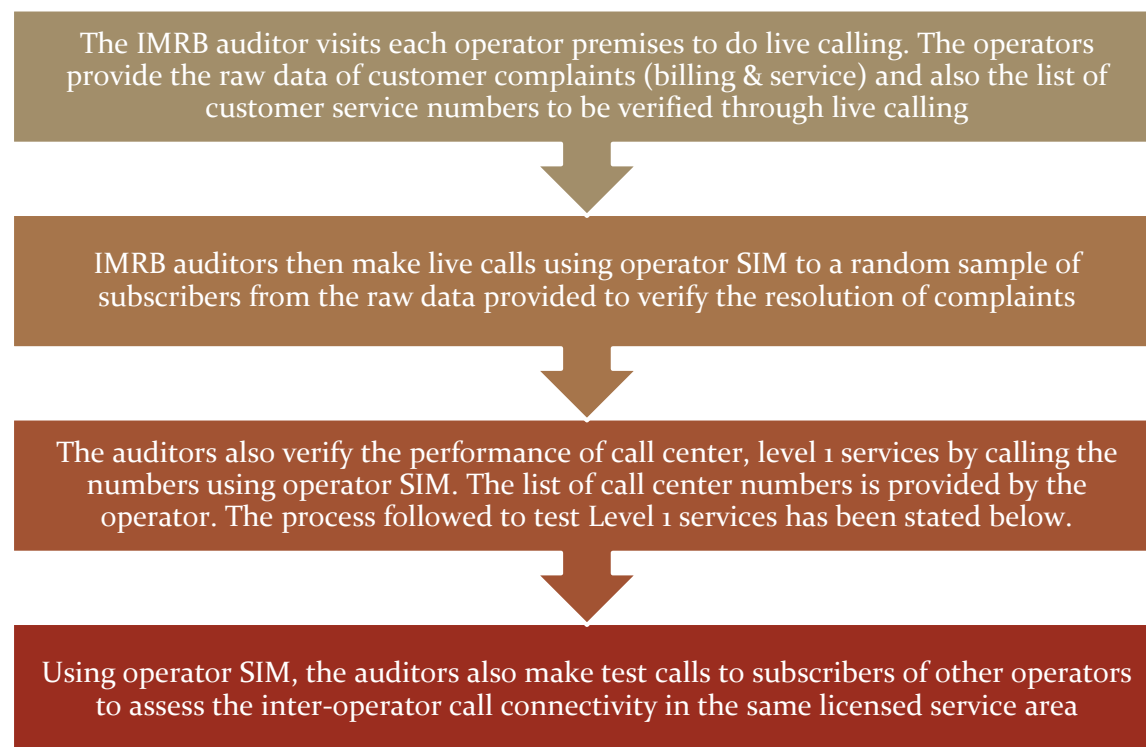 The IMRB auditor visits each operator premises to do live calling. The operators
provide the raw data of customer complaints (billing & service) and also the list of
customer service numbers to be verified through live calling
IMRB auditors then make live calls using operator SIM to a random sample of
subscribers from the raw data provided to verify the resolution of complaints
The auditors also verify the performance of call center, level 1 services by calling the
numbers using operator SIM. The list of call center numbers is provided by the
operator. The process followed to test Level 1 services has been stated below.
Using operator SIM, the auditors also make test calls to subscribers of other operators
to assess the inter-operator call connectivity in the same licensed service area